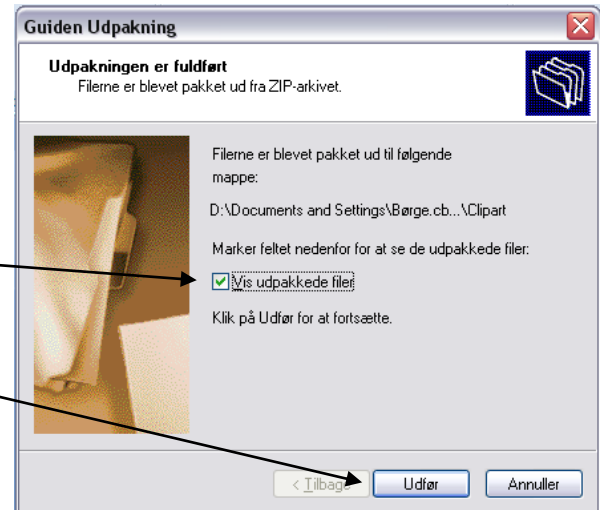 Guiden Udpakning
Udpakningen er fuldført
Filerne er blevet pakket ud fra ZIP-arkivet.
Filerne er blevet pakket ud til følgende
mappe:
D:\Documents and Settings\Børge.cb...\Clipart
Marker feltet nedenfor for at se de udpakkede filer:
Vis udpakkede filer
Klik på Udfør for at fortsætte.
< Tilbage Udfør Annuller